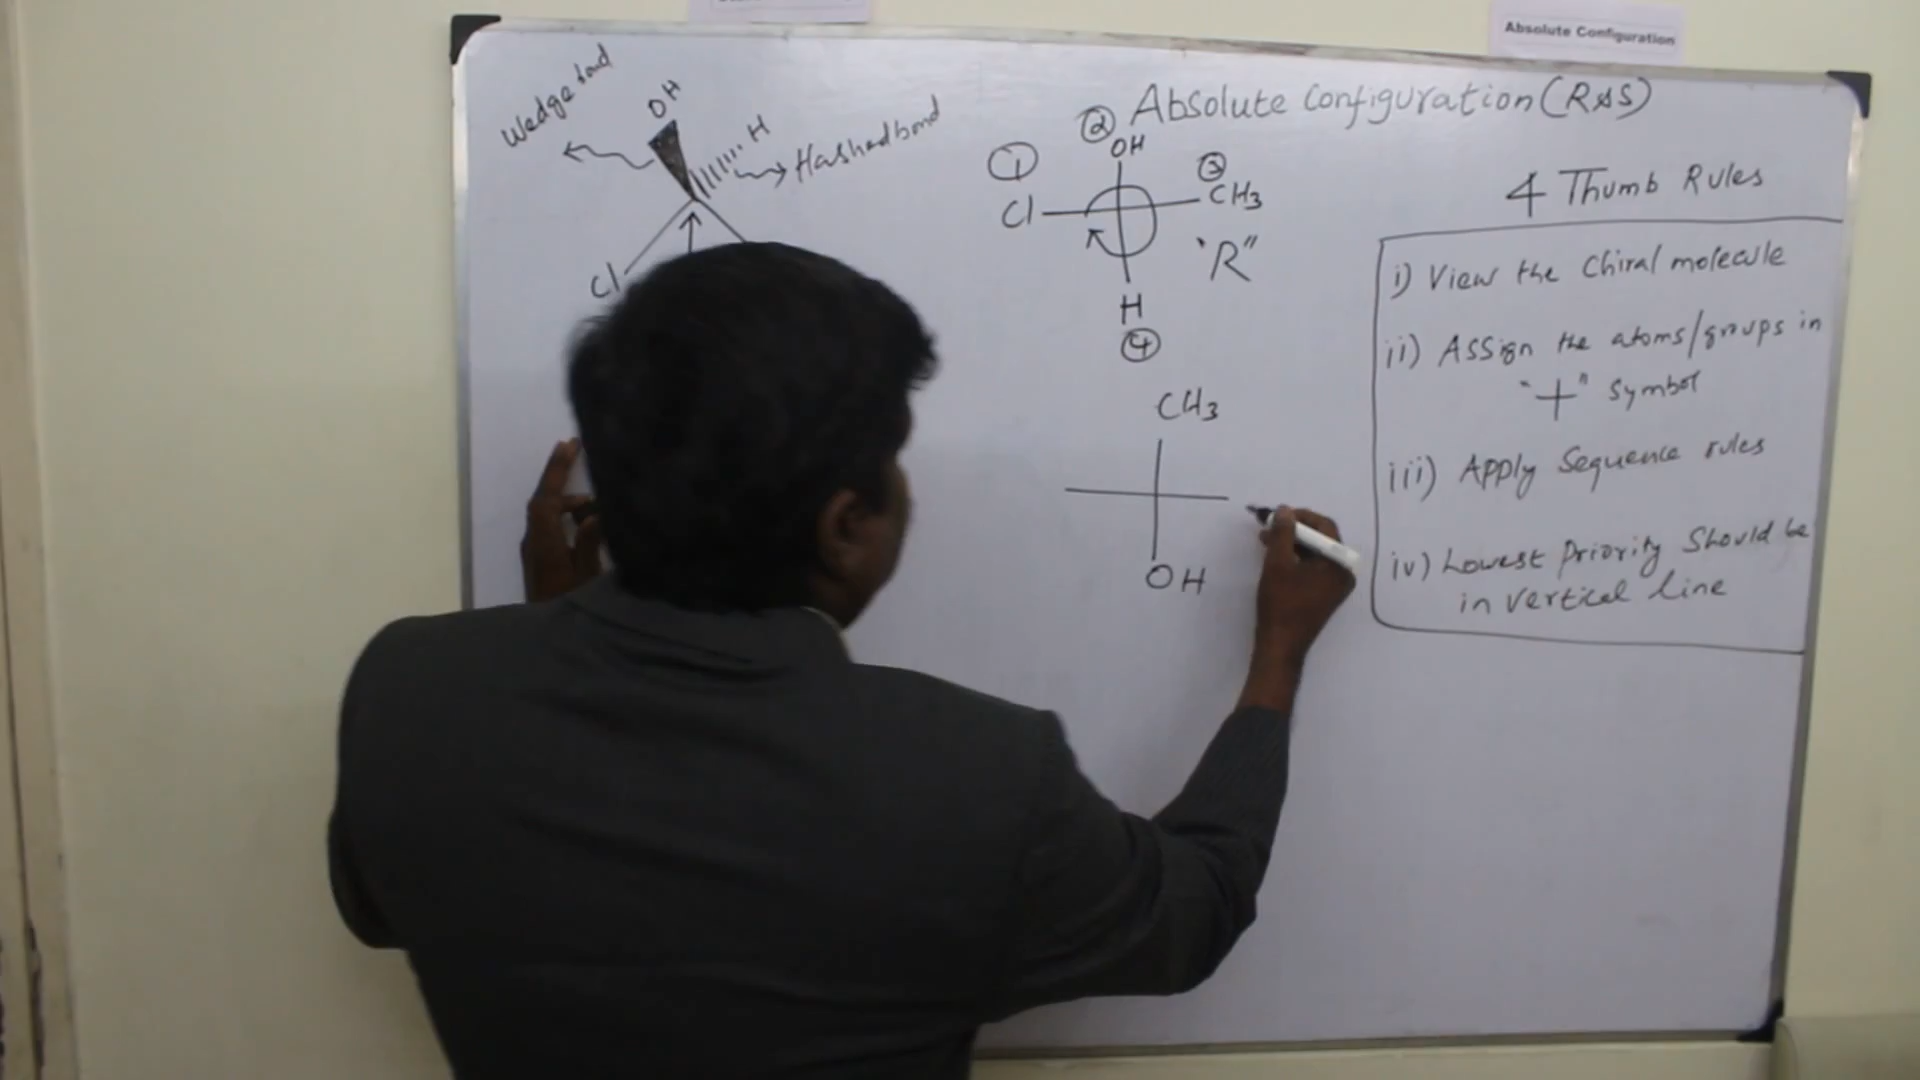 Absolute Configuration
Wedge bond
OH
H
Hashed bond
Cl
Absolute Configuration (R&S)
2
OH
1
3
Cl
CH3
"R"
H
4
CH3
OH
4 Thumb Rules
i) View the Chiral molecule
ii) Assign the atoms/groups in
"+" Symbol
iii) Apply Sequence rules
iv) Lowest Priority Should be
in vertical line